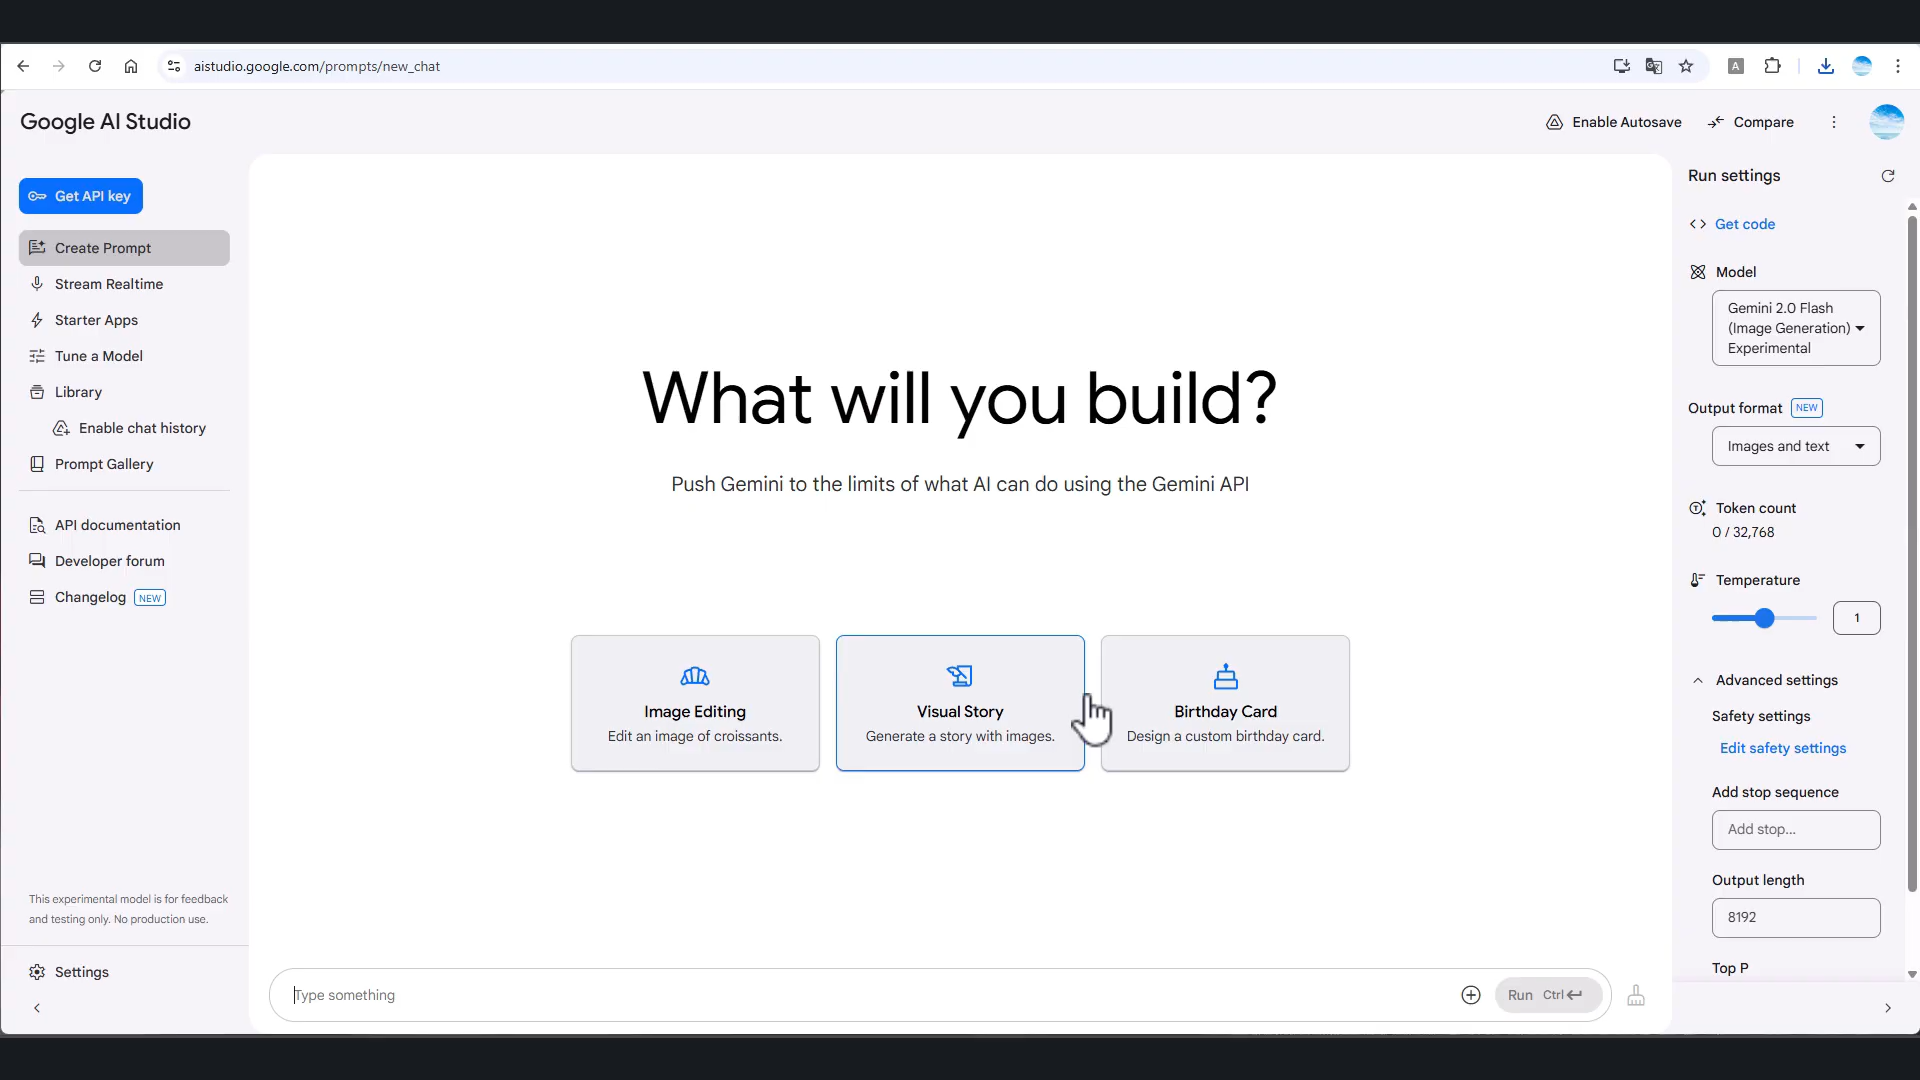 aistudio.google.com/prompts/new_chat
A
Google AI Studio
Enable Autosave
Compare
Get API key
Create Prompt
Stream Realtime
Starter Apps
Tune a Model
Library
Enable chat history
Prompt Gallery
API documentation
Developer forum
Changelog NEW
This experimental model is for feedback
and testing only. No production use.
Settings
What will you build?
Push Gemini to the limits of what AI can do using the Gemini API
Image Editing
Edit an image of croissants.
Visual Story
Generate a story with images.
Birthday Card
Design a custom birthday card.
Type something
Run Ctrl
Run settings
Get code
Model
Gemini 2.0 Flash
(Image Generation)
Experimental
Output format NEW
Images and text
Token count
0 / 32,768
Temperature
1
Advanced settings
Safety settings
Edit safety settings
Add stop sequence
Add stop...
Output length
8192
Top P